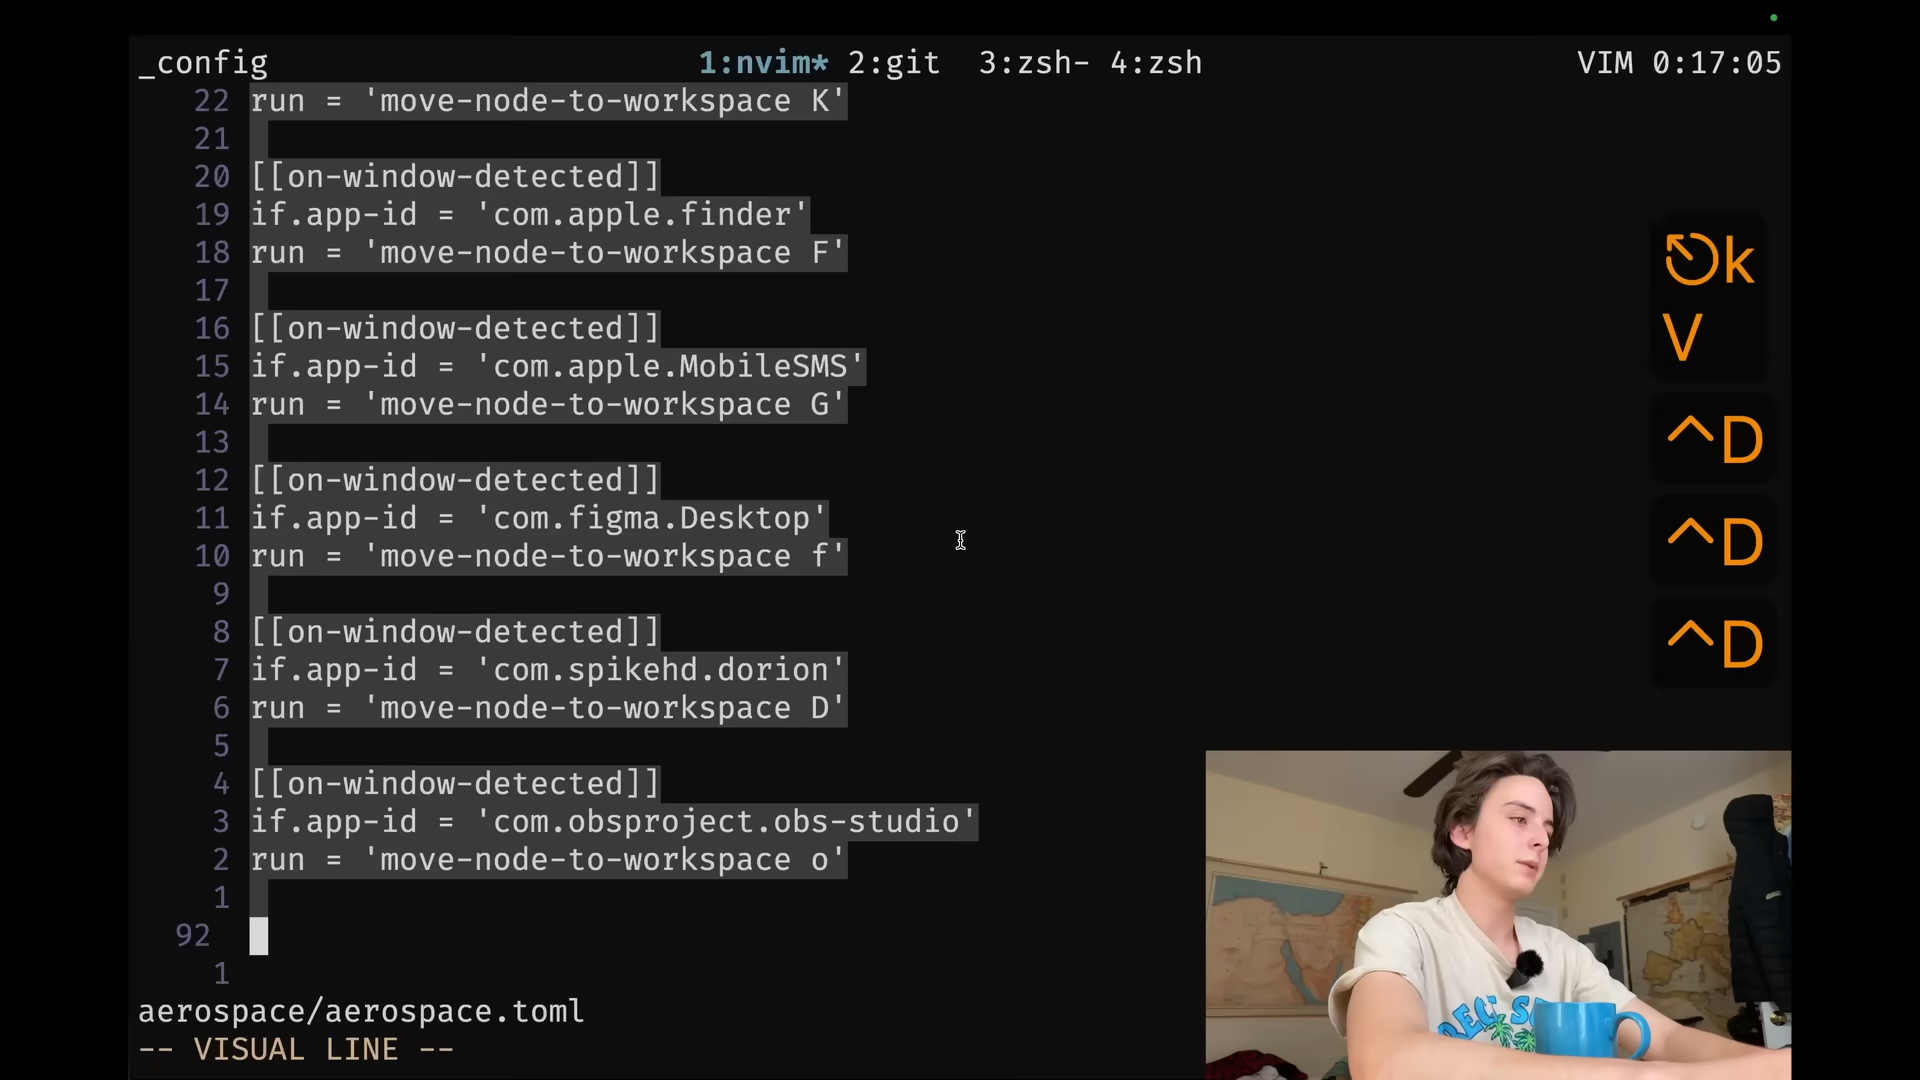 _config 1:nvim* 2:git 3:zsh- 4:zsh VIM 0:17:05
22 run = 'move-node-to-workspace K'
21
20 [[on-window-detected]]
19 if.app-id = 'com.apple.finder'
18 run = 'move-node-to-workspace F'
17
16 [[on-window-detected]]
15 if.app-id = 'com.apple.MobileSMS'
14 run = 'move-node-to-workspace G'
13
12 [[on-window-detected]]
11 if.app-id = 'com.figma.Desktop'
10 run = 'move-node-to-workspace f'
9
8 [[on-window-detected]]
7 if.app-id = 'com.spikehd.dorion'
6 run = 'move-node-to-workspace D'
5
4 [[on-window-detected]]
3 if.app-id = 'com.obsproject.obs-studio'
2 run = 'move-node-to-workspace o'
1
92
1
aerospace/aerospace.toml
-- VISUAL LINE --
k
V
^D
^D
^D